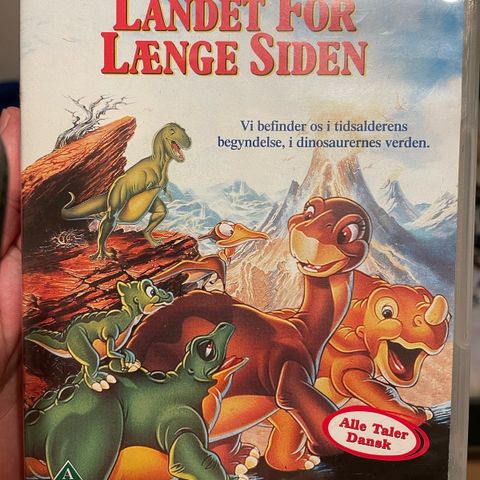 LANDET FOR
LÆNGE SIDEN
Vi befinder os i tidsalderens
begyndelse, i dinosaurernes verden.
Alle Taler
Dansk
A